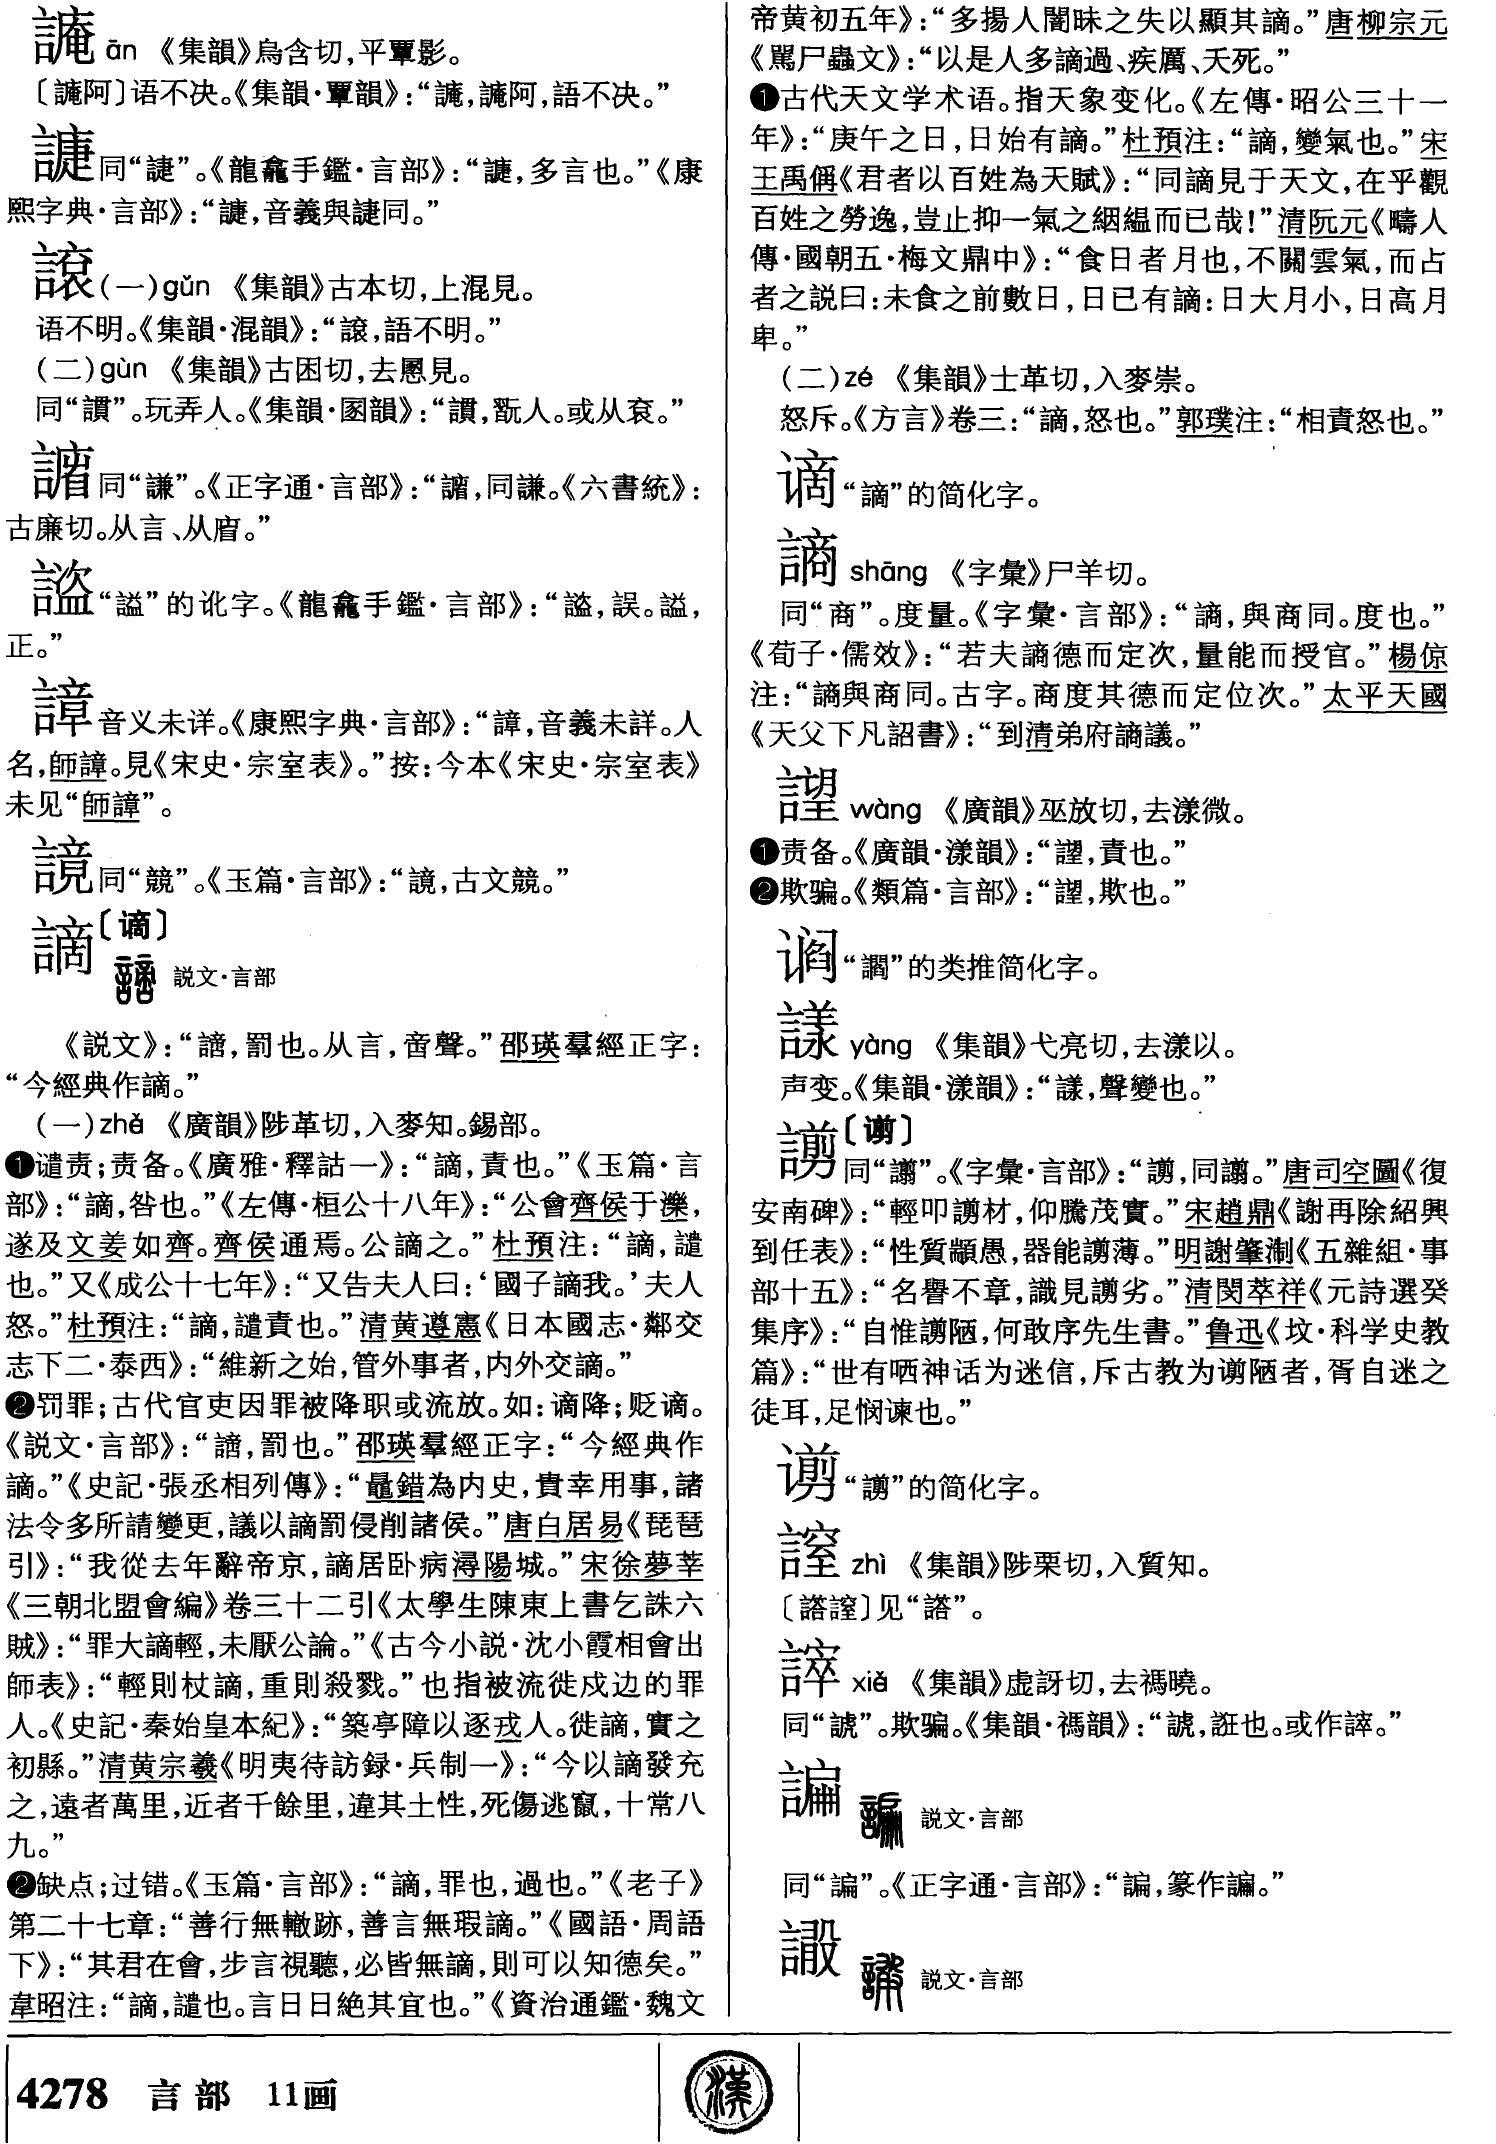 諳 ān 《集韻》烏含切,平覃影。
〔諳阿〕语不决。《集韻·覃韻》:“諳,諳阿,語不决。”
同“謰”。《龍龕手鑑·言部》:“,多言也。”《康
熙字典·言部》:“,音義與同。”
(一)gǔn 《集韻》古本切,上混見。
语不明。《集韻·混韻》:“,語不明。”
(二)gùn 《集韻》古困切,去慁見。
同“謴”。玩弄人。《集韻·圂韻》:“謴,翫人。或从袞。”
同“謙”。《正字通·言部》:“,同謙。《六書統》:
古廉切。从言、从。”
“謚”的讹字。《龍龕手鑑·言部》:“,誤。謚,
正。”
䜆 音义未详。《康熙字典·言部》:“,音義未詳。人
名,師。見《宋史·宗室表》。”按:今本《宋史·宗室表》
未见“師”。
同“競”。《玉篇·言部》:“,古文競。”
謫〔谪〕
説文·言部
《説文》:“讁,罰也。从言,啻聲。”邵瑛羣經正字:
“今經典作謫。”
(一)zhé 《廣韻》陟革切,入麥知。錫部。
❶谴责;责备。《廣雅·釋詁一》:“謫,責也。”《玉篇·言
部》:“謫,咎也。”《左傳·桓公十八年》:“公會齊侯于濼,
遂及文姜如齊。齊侯通焉。公謫之。”杜預注:“謫,譴
也。”又《成公十七年》:“又告夫人曰:‘國子謫我。’夫人
怒。”杜預注:“謫,譴責也。”清黄遵憲《日本國志·鄰交
志下二·泰西》:“維新之始,管外事者,内外交謫。”
❷罚罪;古代官吏因罪被降职或流放。如:谪降;贬谪。
《説文·言部》:“讁,罰也。”邵瑛羣經正字:“今經典作
謫。”《史記·張丞相列傳》:“鼂錯為内史,貴幸用事,諸
法令多所請變更,議以謫罰侵削諸侯。”唐白居易《琵琶
引》:“我從去年辭帝京,謫居卧病潯陽城。”宋徐夢莘
《三朝北盟會編》卷三十二引《太學生陳東上書乞誅六
賊》:“罪大謫輕,未厭公論。”《古今小説·沈小霞相會出
師表》:“輕則杖謫,重則殺戮。”也指被流徙戍边的罪
人。《史記·秦始皇本紀》:“築亭障以逐戎人。徙謫,實之
初縣。”清黄宗羲《明夷待訪録·兵制一》:“今以謫發充
之,遠者萬里,近者千餘里,違其土性,死傷逃竄,十常八
九。”
❷缺点;过错。《玉篇·言部》:“謫,罪也,過也。”《老子》
第二十七章:“善行無轍跡,善言無瑕謫。”《國語·周語
下》:“其君在會,步言視聽,必皆無謫,則可以知德矣。”
韋昭注:“謫,譴也。言日日絶其宜也。”《資治通鑑·魏文
帝黄初五年》:“多揚人闇昧之失以顯其謫。”唐柳宗元
《罵尸蟲文》:“以是人多謫過、疾厲、夭死。”
❶古代天文学术语。指天象变化。《左傳·昭公三十一
年》:“庚午之日,日始有謫。”杜預注:“謫,變氣也。”宋
王禹偁《君者以百姓為天賦》:“同謫見于天文,在乎觀
百姓之勞逸,豈止抑一氣之絪緼而已哉!”清阮元《疇人
傳·國朝五·梅文鼎中》:“食日者月也,不關雲氣,而占
者之説曰:未食之前數日,日已有謫:日大月小,日高月
卑。”
(二)zé 《集韻》士革切,入麥崇。
怒斥。《方言》卷三:“謫,怒也。”郭璞注:“相責怒也。”
谪 “謫”的简化字。
謪 shāng 《字彙》尸羊切。
同“商”。度量。《字彙·言部》:“謪,與商同。度也。”
《荀子·儒效》:“若夫謪德而定次,量能而授官。”楊倞
注:“謪與商同。古字。商度其德而定位次。”太平天國
《天父下凡詔書》:“到清弟府謪議。”
謹 wàng 《廣韻》巫放切,去漾微。
❶责备。《廣韻·漾韻》:“,責也。”
❷欺骗。《類篇·言部》:“,欺也。”
“讇”的类推简化字。
yàng 《集韻》弋亮切,去漾以。
声变。《集韻·漾韻》:“,聲變也。”
謭〔谫〕
同“譾”。《字彙·言部》:“謭,同譾。”唐司空圖《復
安南碑》:“輕叩謭材,仰騰茂實。”宋趙鼎《謝再除紹興
到任表》:“性質顓愚,器能謭薄。”明謝肇淛《五雜組·事
部十五》:“名譽不章,識見謭劣。”清閔萃祥《元詩選癸
集序》:“自惟謭陋,何敢序先生書。”鲁迅《坟·科学史教
篇》:“世有哂神话为迷信,斥古教为谫陋者,胥自迷之
徒耳,足悯谏也。”
谫 “謭”的简化字。
zhì 《集韻》陟栗切,入質知。
xiě 《集韻》虚訝切,去禡曉。
同“謼”。欺骗。《集韻·禡韻》:“,誑也。或作。”
説文·言部
同“諞”。《正字通·言部》:“諞,篆作。”
説文·言部
4278 言部 11画
漢